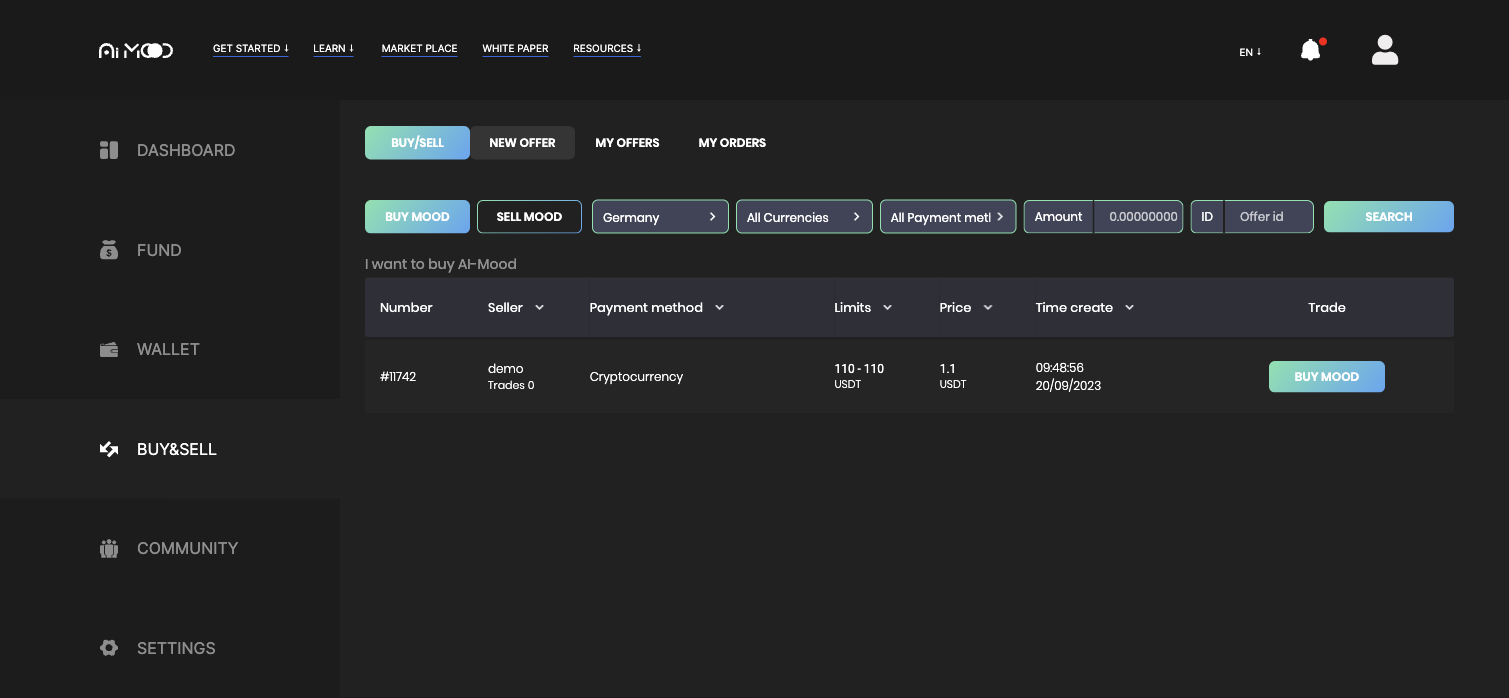 Ai MOOD
GET STARTED ↓
LEARN ↓
MARKET PLACE
WHITE PAPER
RESOURCES ↓
EN ↓
DASHBOARD
FUND
WALLET
BUY&SELL
COMMUNITY
SETTINGS
BUY/SELL
NEW OFFER
MY OFFERS
MY ORDERS
BUY MOOD
SELL MOOD
Germany
All Currencies
All Payment metl
Amount
0.00000000
ID
Offer id
SEARCH
I want to buy AI-Mood
Number
Seller
Payment method
Limits
Price
Time create
Trade
#11742
demo
Trades 0
Cryptocurrency
110 - 110
USDT
1.1
USDT
09:48:56
20/09/2023
BUY MOOD